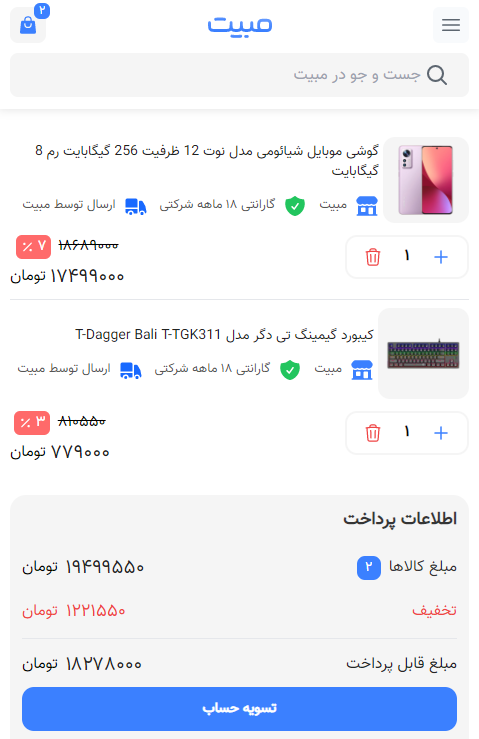 مبیت
۲
جست و جو در مبیت
گوشی موبایل شیائومی مدل نوت 12 ظرفیت 256 گیگابایت رم 8
گیگابایت
مبیت گارانتی ۱۸ ماهه شرکتی ارسال توسط مبیت
۱
۱۸۶۸۹۰۰۰ ۷ ٪
۱۷۴۹۹۰۰۰ تومان
کیبورد گیمینگ تی دگر مدل T-Dagger Bali T-TGK311
مبیت گارانتی ۱۸ ماهه شرکتی ارسال توسط مبیت
۱
۸۱۰۵۵۰ ۳ ٪
۷۷۹۰۰۰ تومان
اطلاعات پرداخت
مبلغ کالاها ۲ ۱۹۴۹۹۵۵۰ تومان
تخفیف ۱۲۲۱۵۵۰ تومان
مبلغ قابل پرداخت ۱۸۲۷۸۰۰۰ تومان
تسویه حساب